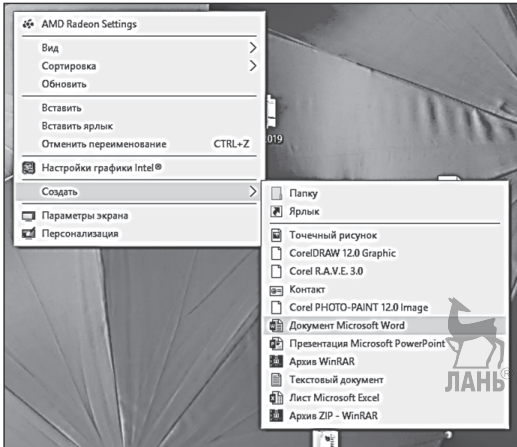 AMD Radeon Settings
Вид
Сортировка
Обновить
Вставить
Вставить ярлык
Отменить переименование CTRL+Z
Настройки графики Intel®
Создать
Параметры экрана
Персонализация
2019
Папку
Ярлык
Точечный рисунок
CorelDRAW 12.0 Graphic
Corel R.A.V.E. 3.0
Контакт
Corel PHOTO-PAINT 12.0 Image
Документ Microsoft Word
Презентация Microsoft PowerPoint
Архив WinRAR
Текстовый документ
Лист Microsoft Excel
Архив ZIP - WinRAR
ЛАНЬ®